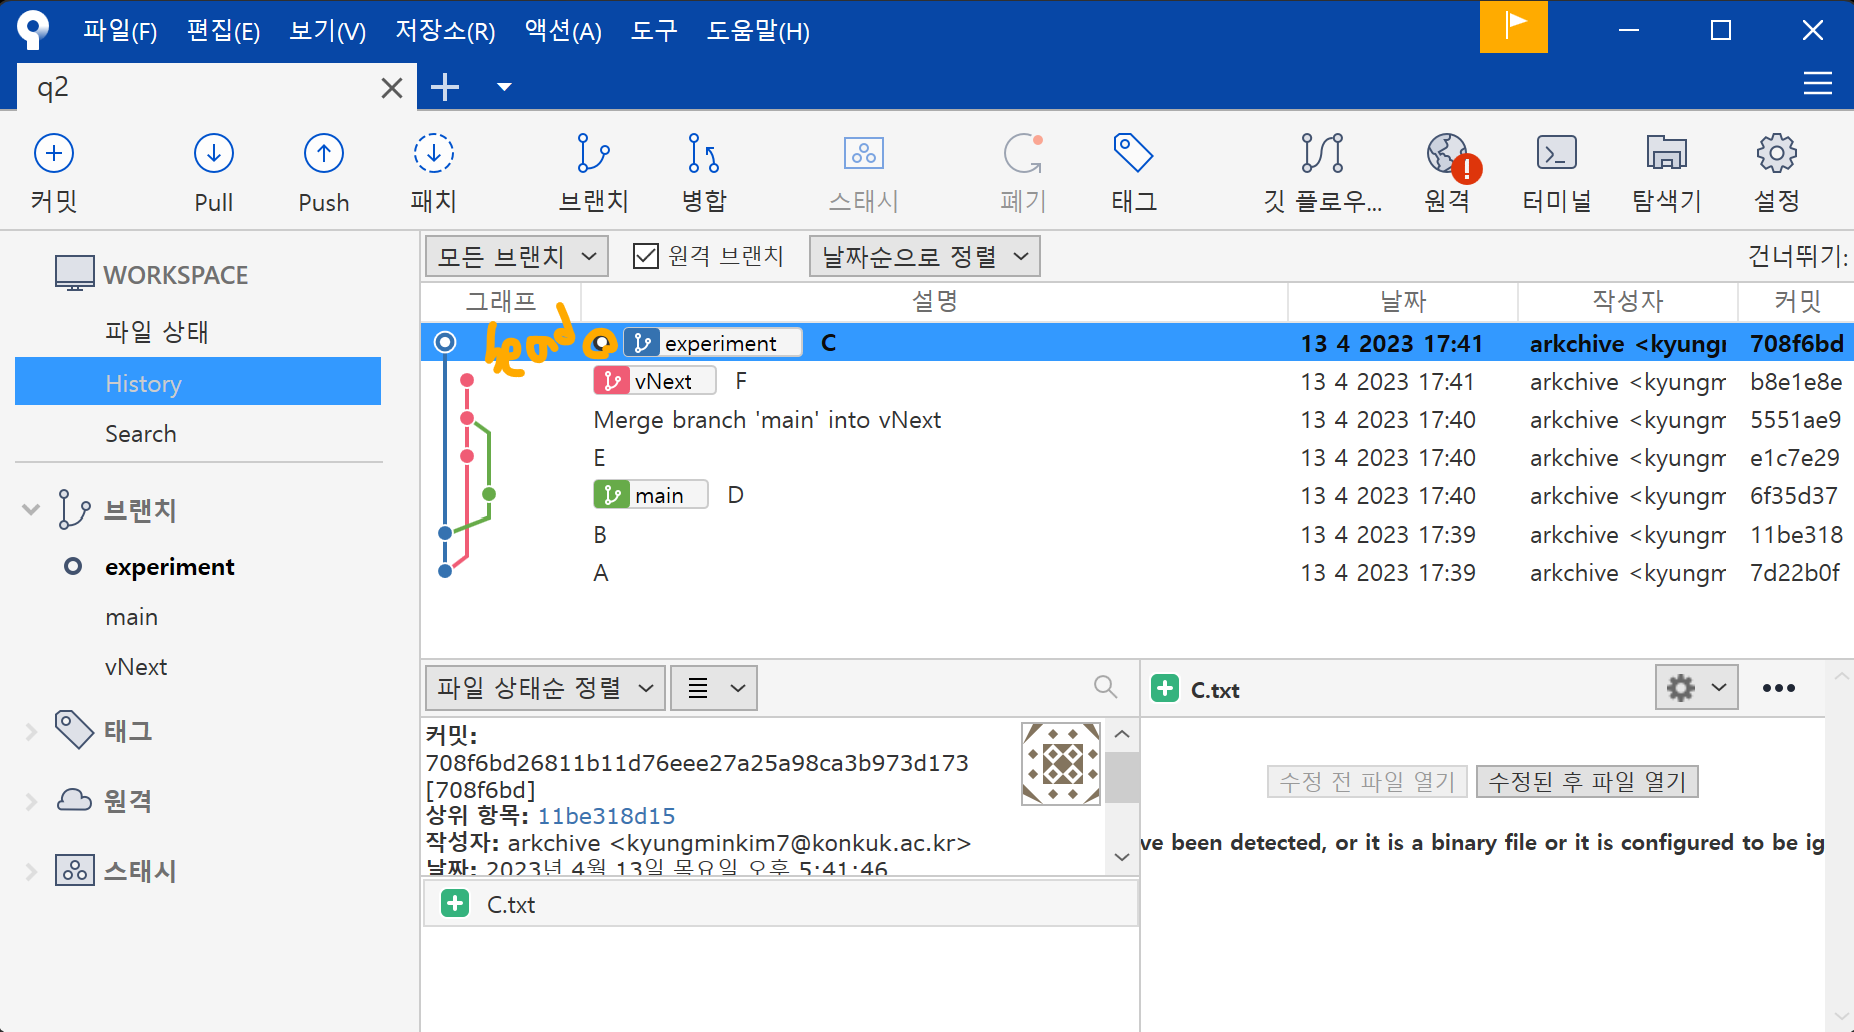 파일(F) 편집(E) 보기(V) 저장소(R) 액션(A) 도구 도움말(H)
q2
커밋 Pull Push 패치 브랜치 병합 스태시 폐기 태그 깃 플로우... 원격 터미널 탐색기 설정
WORKSPACE
파일 상태
History
Search
브랜치
experiment
main
vNext
태그
원격
스태시
모든 브랜치 원격 브랜치 날짜순으로 정렬 건너뛰기:
그래프 설명 날짜 작성자 커밋
experiment C 13 4 2023 17:41 arkchive <kyungı 708f6bd
vNext F 13 4 2023 17:41 arkchive <kyungm b8e1e8e
Merge branch 'main' into vNext 13 4 2023 17:40 arkchive <kyungm 5551ae9
E 13 4 2023 17:40 arkchive <kyungm e1c7e29
main D 13 4 2023 17:40 arkchive <kyungm 6f35d37
B 13 4 2023 17:39 arkchive <kyungm 11be318
A 13 4 2023 17:39 arkchive <kyungm 7d22b0f
파일 상태순 정렬
커밋:
708f6bd26811b11d76eee27a25a98ca3b973d173
[708f6bd]
상위 항목: 11be318d15
작성자: arkchive <kyungminkim7@konkuk.ac.kr>
날짜: 2023년 4월 13일 목요일 오후 5:41:46
C.txt
C.txt
수정 전 파일 열기 수정된 후 파일 열기
ve been detected, or it is a binary file or it is configured to be ig